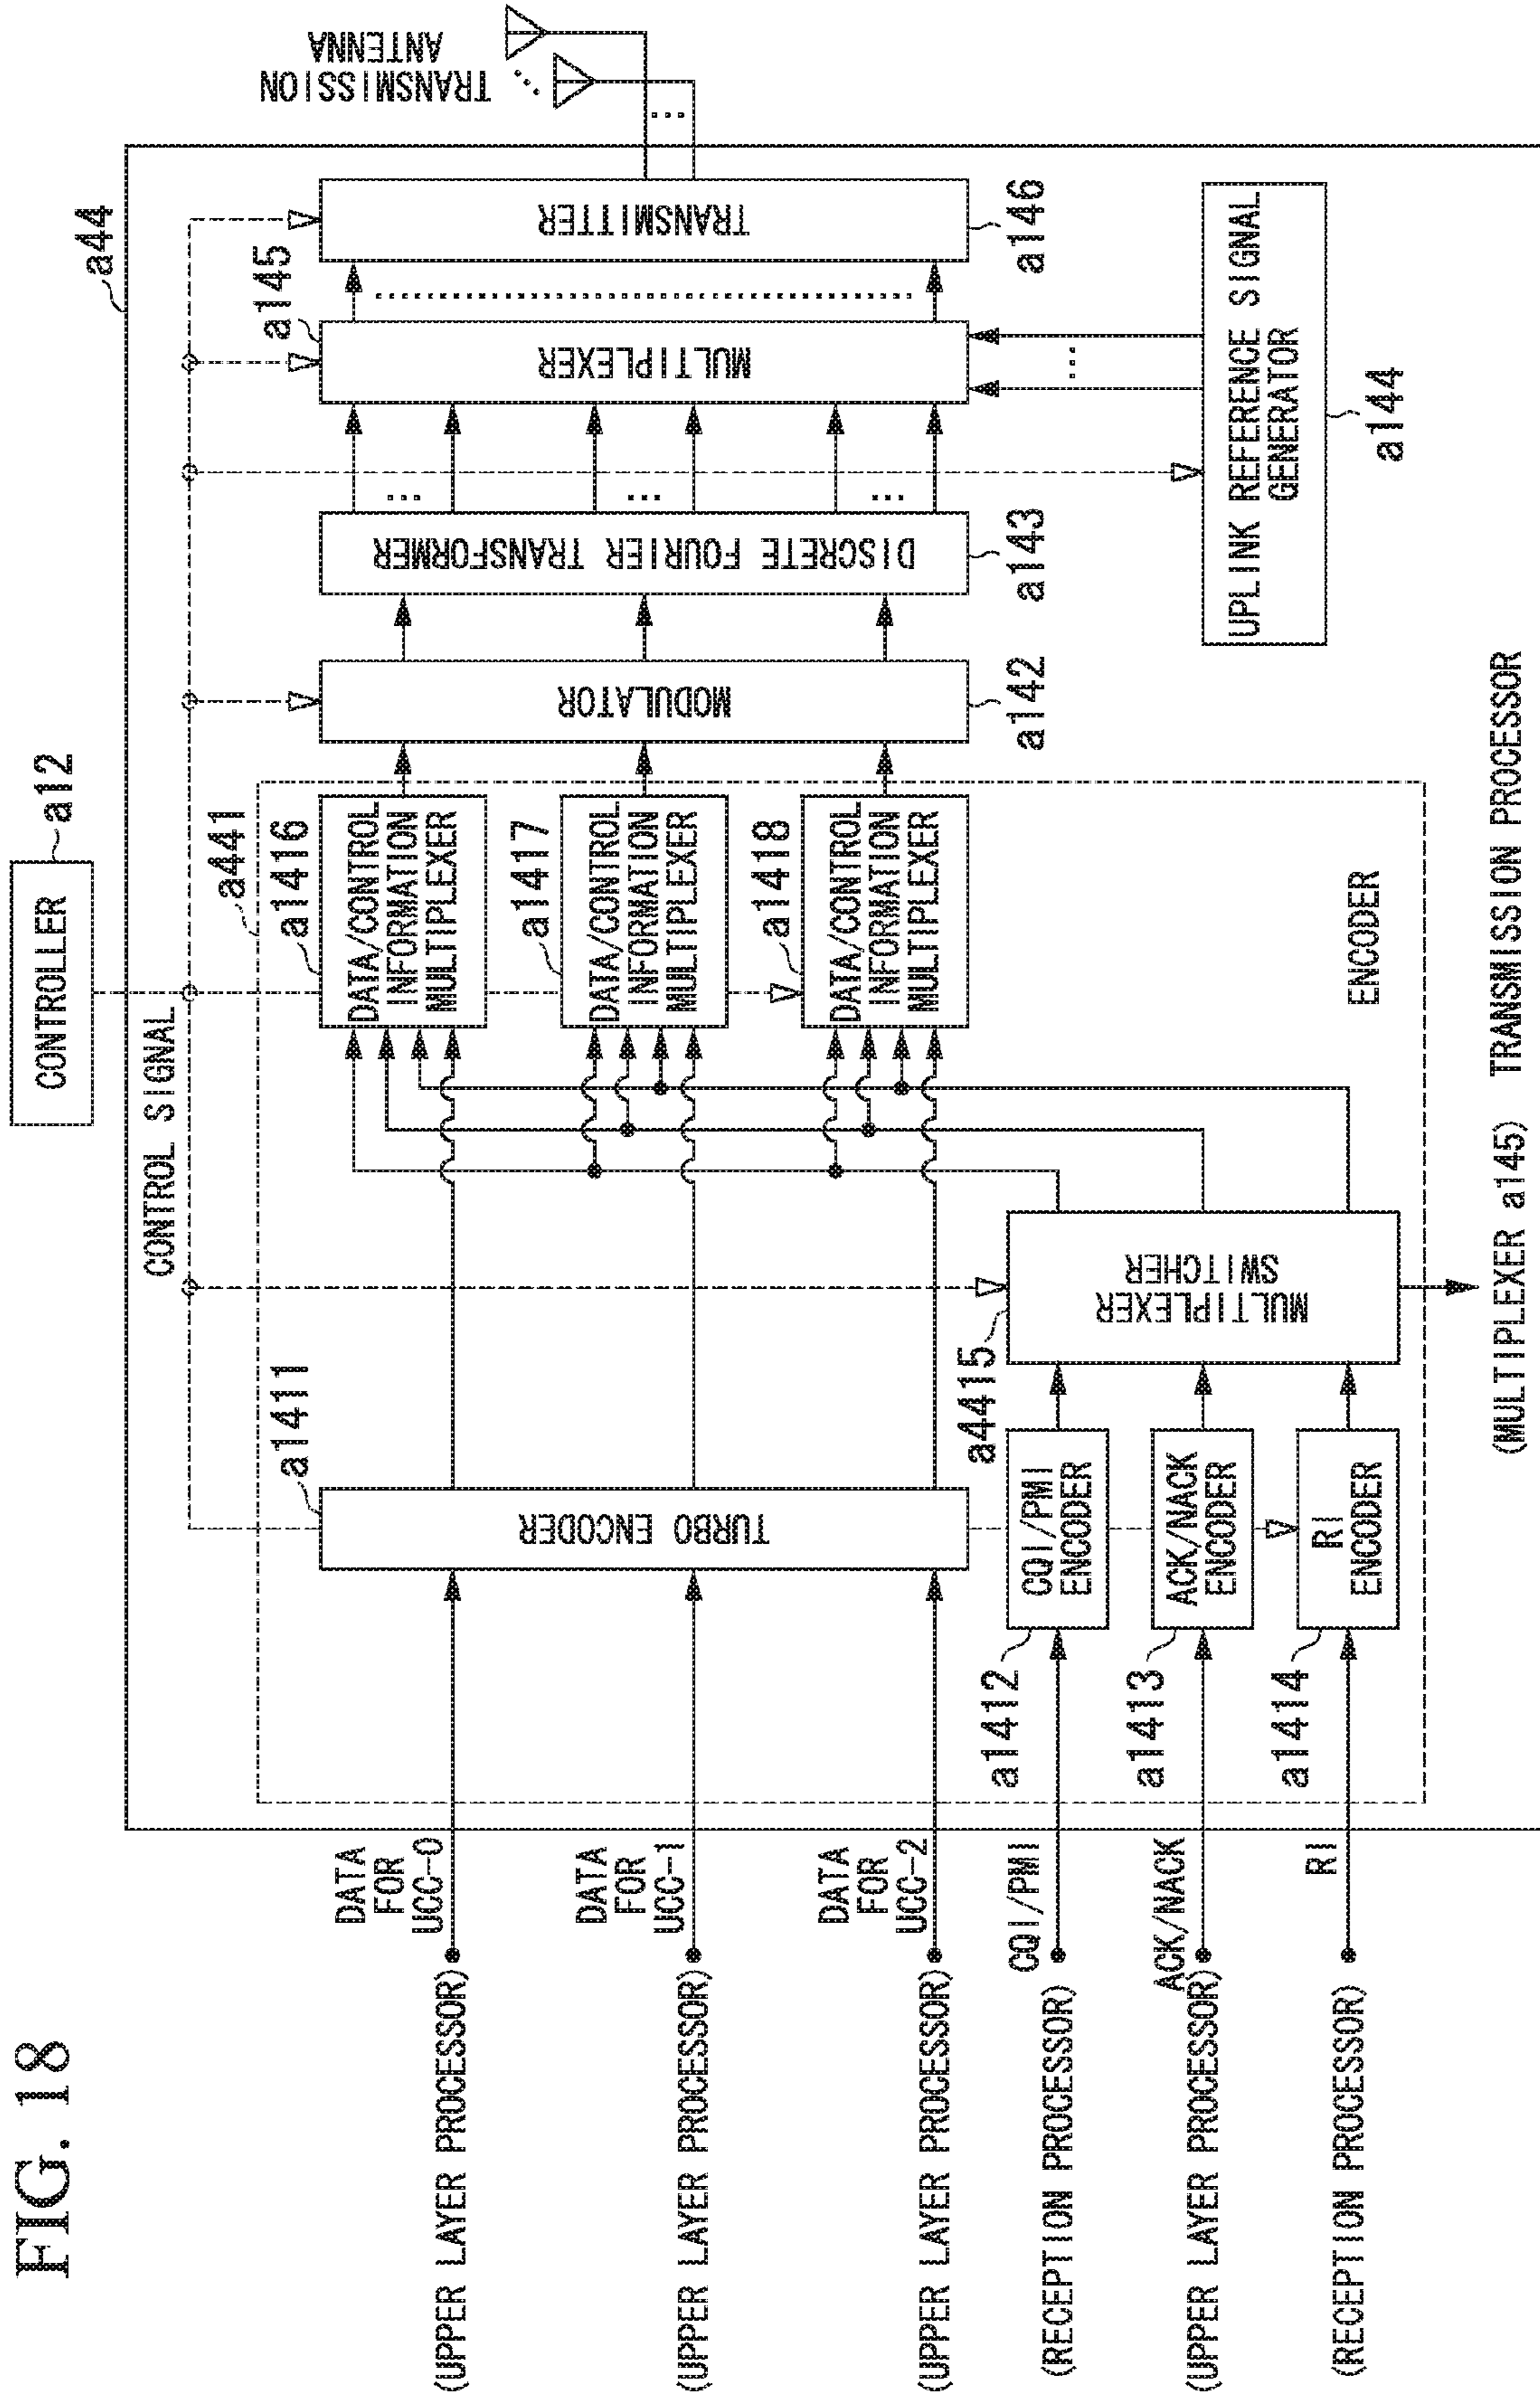 FIG. 18
CONTROLLER
a12
a44
CONTROL SIGNAL
a441
a1411
TURBO ENCODER
a1416
DATA/CONTROL
INFORMATION
MULTIPLEXER
a1417
DATA/CONTROL
INFORMATION
MULTIPLEXER
a1418
DATA/CONTROL
INFORMATION
MULTIPLEXER
MODULATOR
a142
DISCRETE FOURIER TRANSFORMER
a143
a145
MULTIPLEXER
TRANSMITTER
a146
TRANSMISSION
ANTENNA
(UPPER LAYER PROCESSOR)
DATA
FOR
UCC-0
(UPPER LAYER PROCESSOR)
DATA
FOR
UCC-1
(UPPER LAYER PROCESSOR)
DATA
FOR
UCC-2
(RECEPTION PROCESSOR)
CQI/PMI
a1412
CQI/PMI
ENCODER
(UPPER LAYER PROCESSOR)
ACK/NACK
a1413
ACK/NACK
ENCODER
(RECEPTION PROCESSOR)
RI
a1414
RI
ENCODER
a4415
MULTIPLEXER
SWITCHER
ENCODER
UPLINK REFERENCE SIGNAL
GENERATOR
a144
(MULTIPLEXER a145)
TRANSMISSION PROCESSOR